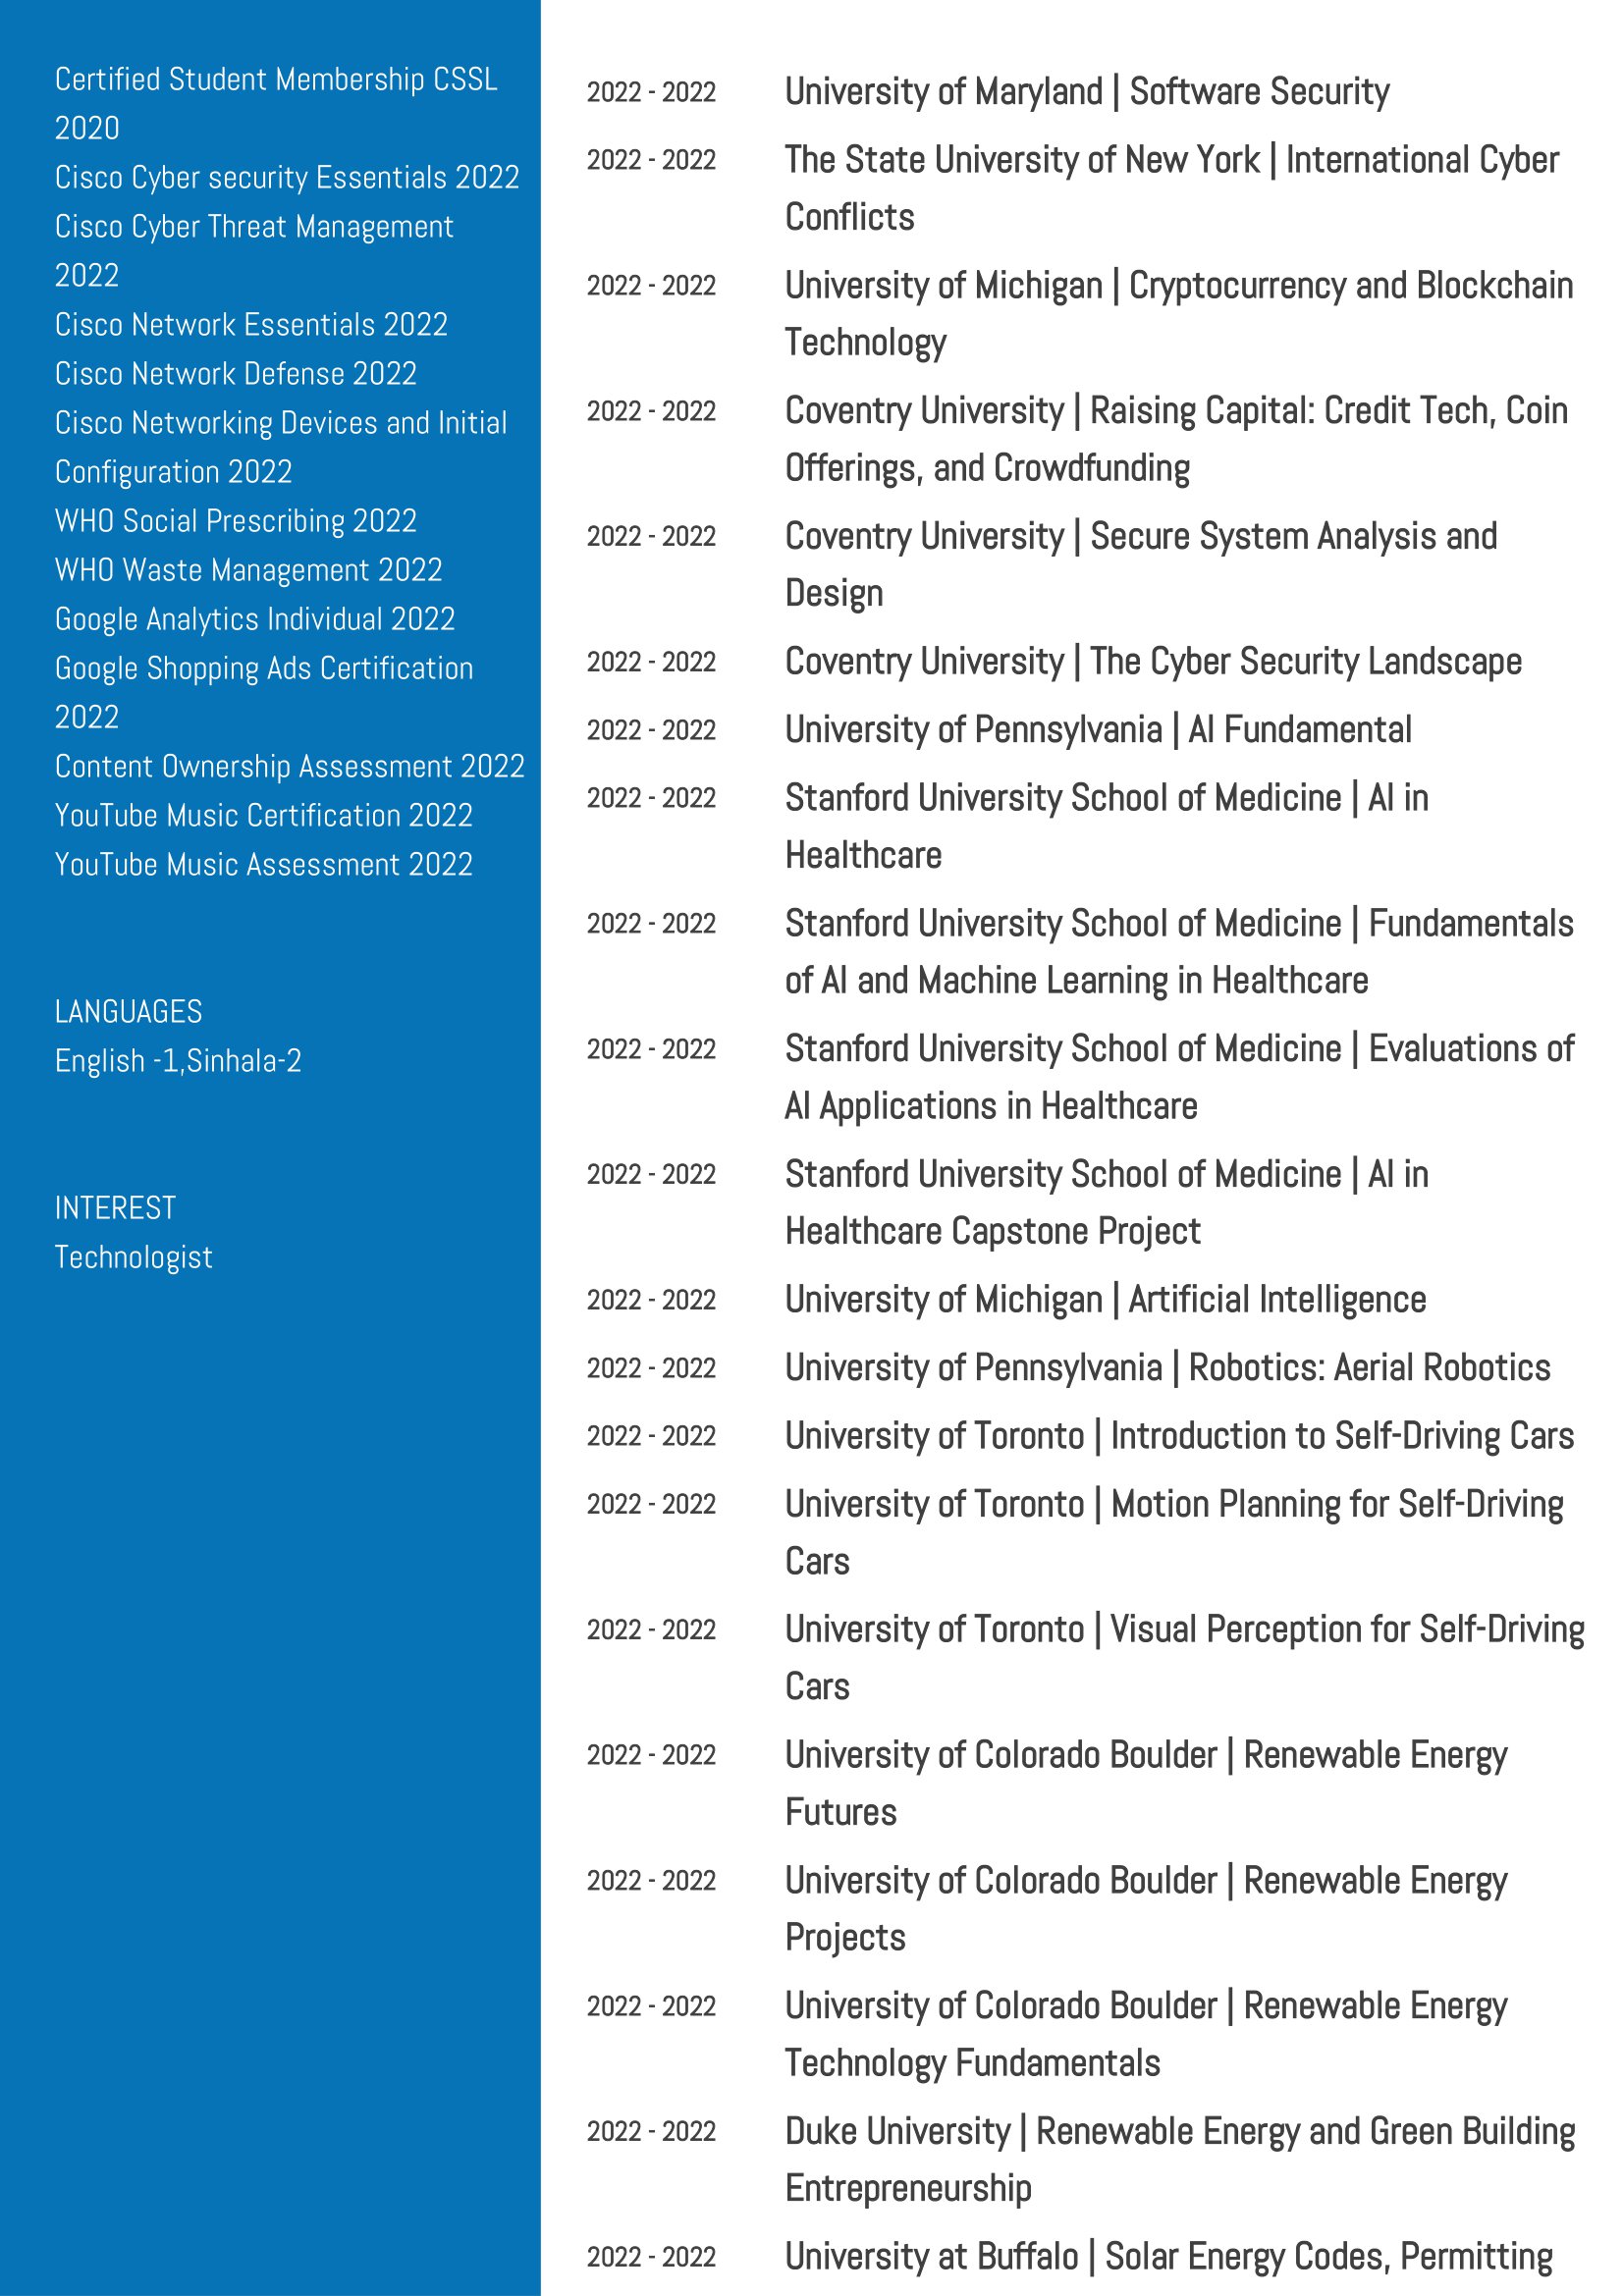 Certified Student Membership CSSL
2020
Cisco Cyber security Essentials 2022
Cisco Cyber Threat Management
2022
Cisco Network Essentials 2022
Cisco Network Defense 2022
Cisco Networking Devices and Initial
Configuration 2022
WHO Social Prescribing 2022
WHO Waste Management 2022
Google Analytics Individual 2022
Google Shopping Ads Certification
2022
Content Ownership Assessment 2022
YouTube Music Certification 2022
YouTube Music Assessment 2022
LANGUAGES
English -1,Sinhala-2
INTEREST
Technologist
2022 - 2022 University of Maryland | Software Security
2022 - 2022 The State University of New York | International Cyber
Conflicts
2022 - 2022 University of Michigan | Cryptocurrency and Blockchain
Technology
2022 - 2022 Coventry University | Raising Capital: Credit Tech, Coin
Offerings, and Crowdfunding
2022 - 2022 Coventry University | Secure System Analysis and
Design
2022 - 2022 Coventry University | The Cyber Security Landscape
2022 - 2022 University of Pennsylvania | AI Fundamental
2022 - 2022 Stanford University School of Medicine | AI in
Healthcare
2022 - 2022 Stanford University School of Medicine | Fundamentals
of AI and Machine Learning in Healthcare
2022 - 2022 Stanford University School of Medicine | Evaluations of
AI Applications in Healthcare
2022 - 2022 Stanford University School of Medicine | AI in
Healthcare Capstone Project
2022 - 2022 University of Michigan | Artificial Intelligence
2022 - 2022 University of Pennsylvania | Robotics: Aerial Robotics
2022 - 2022 University of Toronto | Introduction to Self-Driving Cars
2022 - 2022 University of Toronto | Motion Planning for Self-Driving
Cars
2022 - 2022 University of Toronto | Visual Perception for Self-Driving
Cars
2022 - 2022 University of Colorado Boulder | Renewable Energy
Futures
2022 - 2022 University of Colorado Boulder | Renewable Energy
Projects
2022 - 2022 University of Colorado Boulder | Renewable Energy
Technology Fundamentals
2022 - 2022 Duke University | Renewable Energy and Green Building
Entrepreneurship
2022 - 2022 University at Buffalo | Solar Energy Codes, Permitting